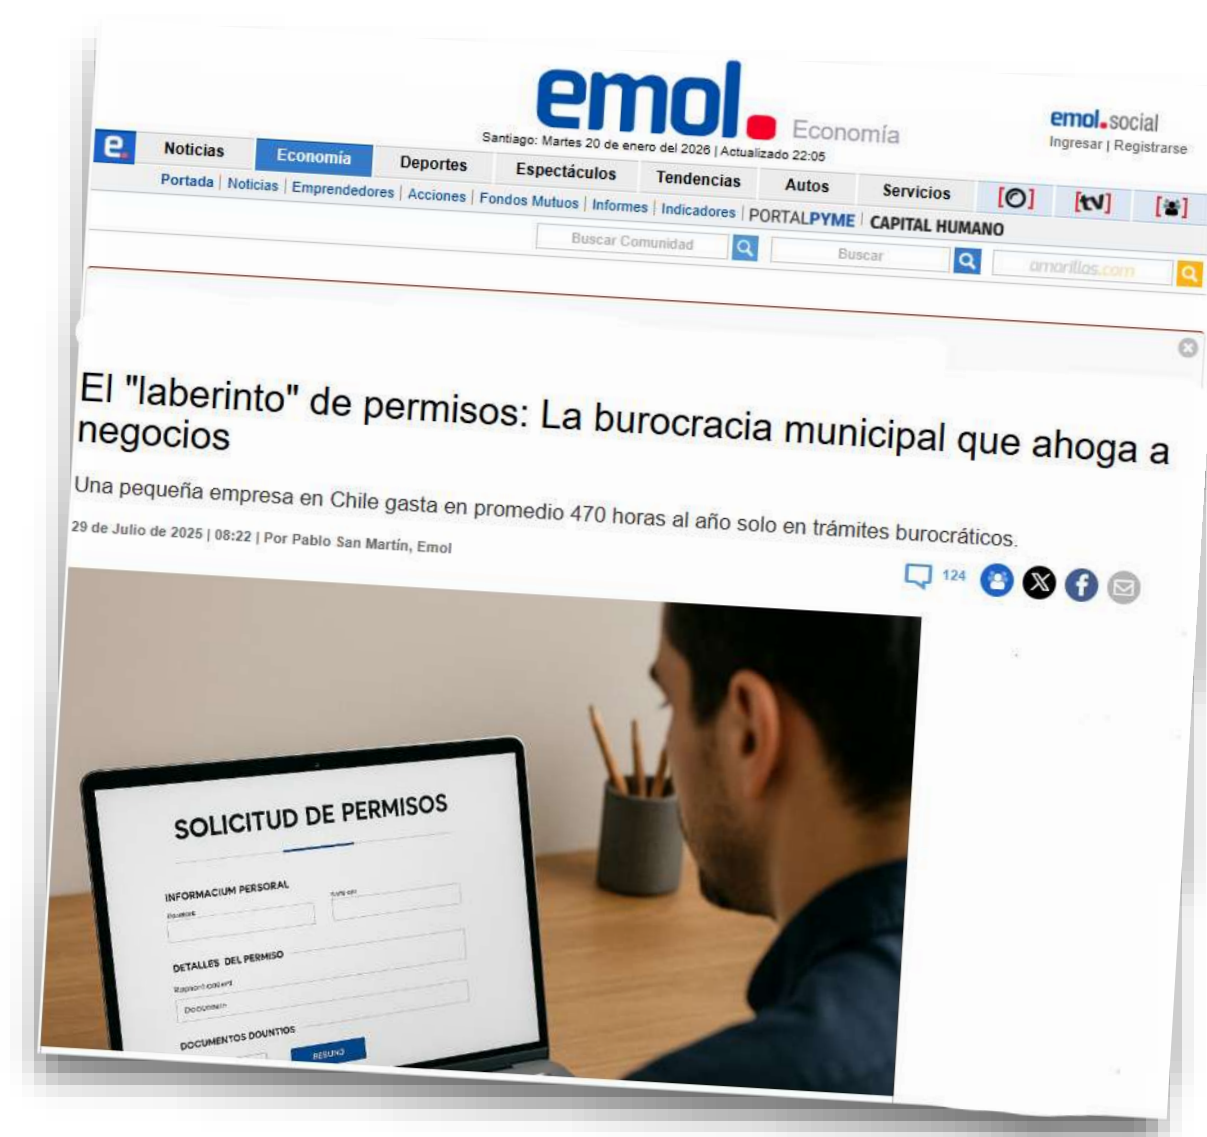 emol.
Economía
emol.social
Ingresar | Registrarse
Santiago: Martes 20 de enero del 2026 | Actualizado 22:05
e. Noticias Economía Deportes Espectáculos Tendencias Autos Servicios [tv]
Portada | Noticias | Emprendedores | Acciones | Fondos Mutuos | Informes | Indicadores | PORTALPYME | CAPITAL HUMANO
Buscar Comunidad Buscar amarillas.com
El "laberinto" de permisos: La burocracia municipal que ahoga a
negocios
Una pequeña empresa en Chile gasta en promedio 470 horas al año solo en trámites burocráticos.
29 de Julio de 2025 | 08:22 | Por Pablo San Martín, Emol
124
SOLICITUD DE PERMISOS
INFORMACIUM PERSORAL
DETALLES DEL PERMISO
DOCUMENTOS DOUNTIOS